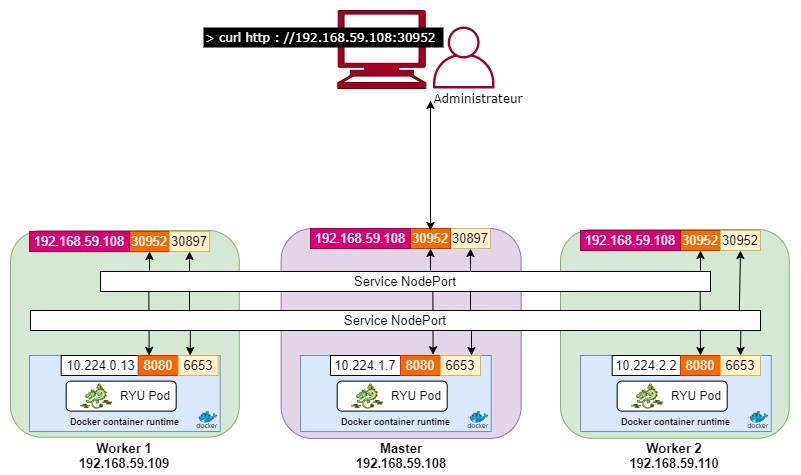 > curl http : //192.168.59.108:30952
Administrateur
192.168.59.108 30952 30897
192.168.59.108 30952 30897
192.168.59.108 30952 30952
Service NodePort
Service NodePort
10.224.0.13 8080 6653
10.224.1.7 8080 6653
10.224.2.2 8080 6653
RYU Pod
RYU Pod
RYU Pod
Docker container runtime
docker
Docker container runtime
docker
Docker container runtime
docker
Worker 1
192.168.59.109
Master
192.168.59.108
Worker 2
192.168.59.110